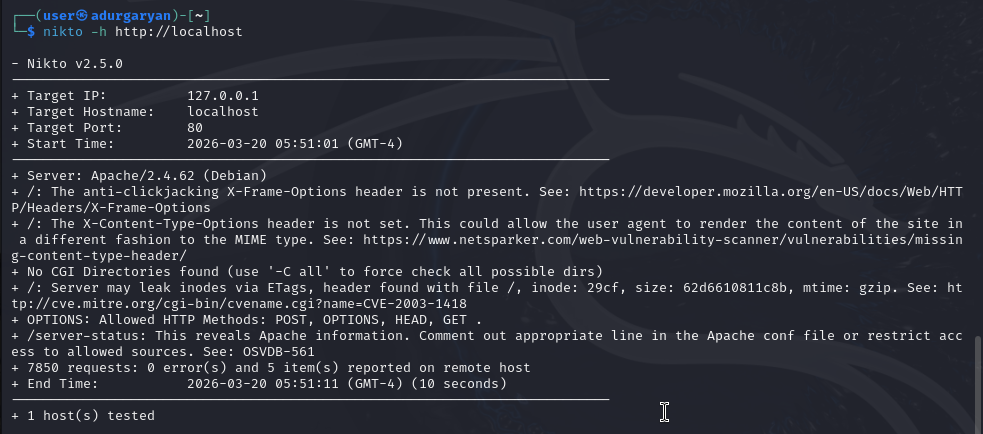 ┌──(user㉿adurgaryan)-[~]
└─$ nikto -h http://localhost
- Nikto v2.5.0
+ Target IP:          127.0.0.1
+ Target Hostname:    localhost
+ Target Port:        80
+ Start Time:         2026-03-20 05:51:01 (GMT-4)
+ Server: Apache/2.4.62 (Debian)
+ /: The anti-clickjacking X-Frame-Options header is not present. See: https://developer.mozilla.org/en-US/docs/Web/HTT
P/Headers/X-Frame-Options
+ /: The X-Content-Type-Options header is not set. This could allow the user agent to render the content of the site in
 a different fashion to the MIME type. See: https://www.netsparker.com/web-vulnerability-scanner/vulnerabilities/missin
g-content-type-header/
+ No CGI Directories found (use '-C all' to force check all possible dirs)
+ /: Server may leak inodes via ETags, header found with file /, inode: 29cf, size: 62d6610811c8b, mtime: gzip. See: ht
tp://cve.mitre.org/cgi-bin/cvename.cgi?name=CVE-2003-1418
+ OPTIONS: Allowed HTTP Methods: POST, OPTIONS, HEAD, GET .
+ /server-status: This reveals Apache information. Comment out appropriate line in the Apache conf file or restrict acc
ess to allowed sources. See: OSVDB-561
+ 7850 requests: 0 error(s) and 5 item(s) reported on remote host
+ End Time:           2026-03-20 05:51:11 (GMT-4) (10 seconds)
+ 1 host(s) tested